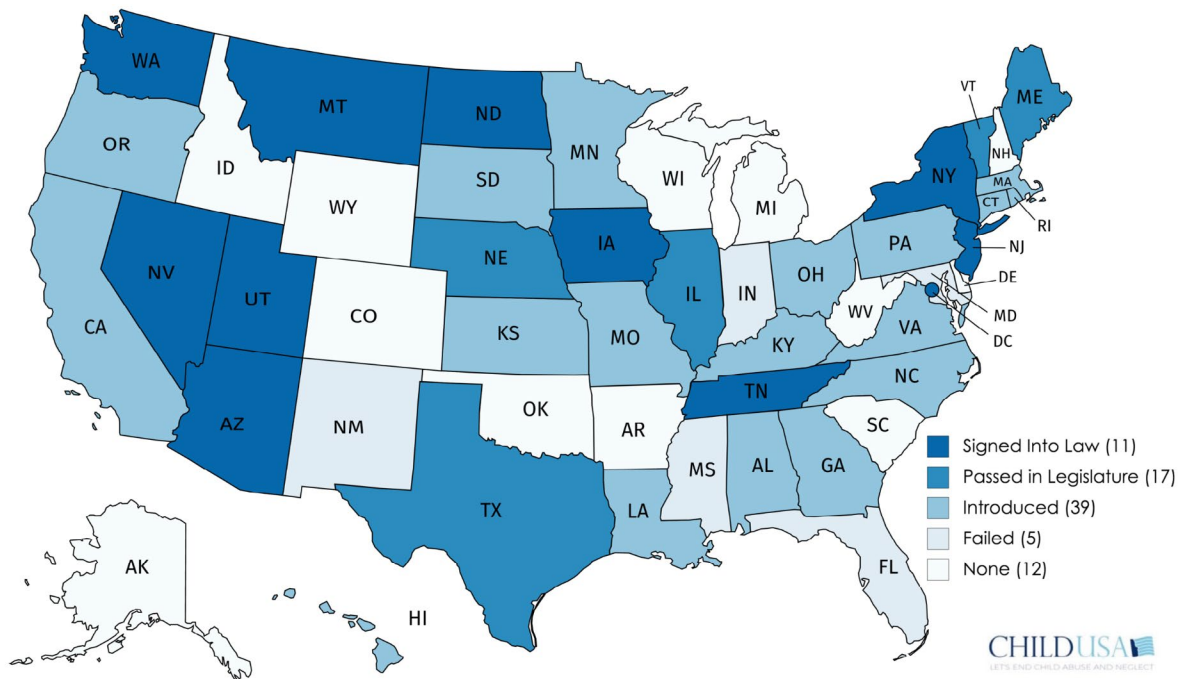 WA
MT
ND
MN
VT
ME
OR
ID
SD
WI
MI
NY
NH
MA
CT
RI
WY
NV
UT
NE
IA
PA
NJ
IL
IN
OH
DE
CA
CO
KS
MO
WV
VA
MD
DC
KY
AZ
NM
OK
AR
TN
NC
SC
TX
LA
MS
AL
GA
FL
AK
HI
Signed Into Law (11)
Passed in Legislature (17)
Introduced (39)
Failed (5)
None (12)
CHILDUSA
LET'S END CHILD ABUSE AND NEGLECT